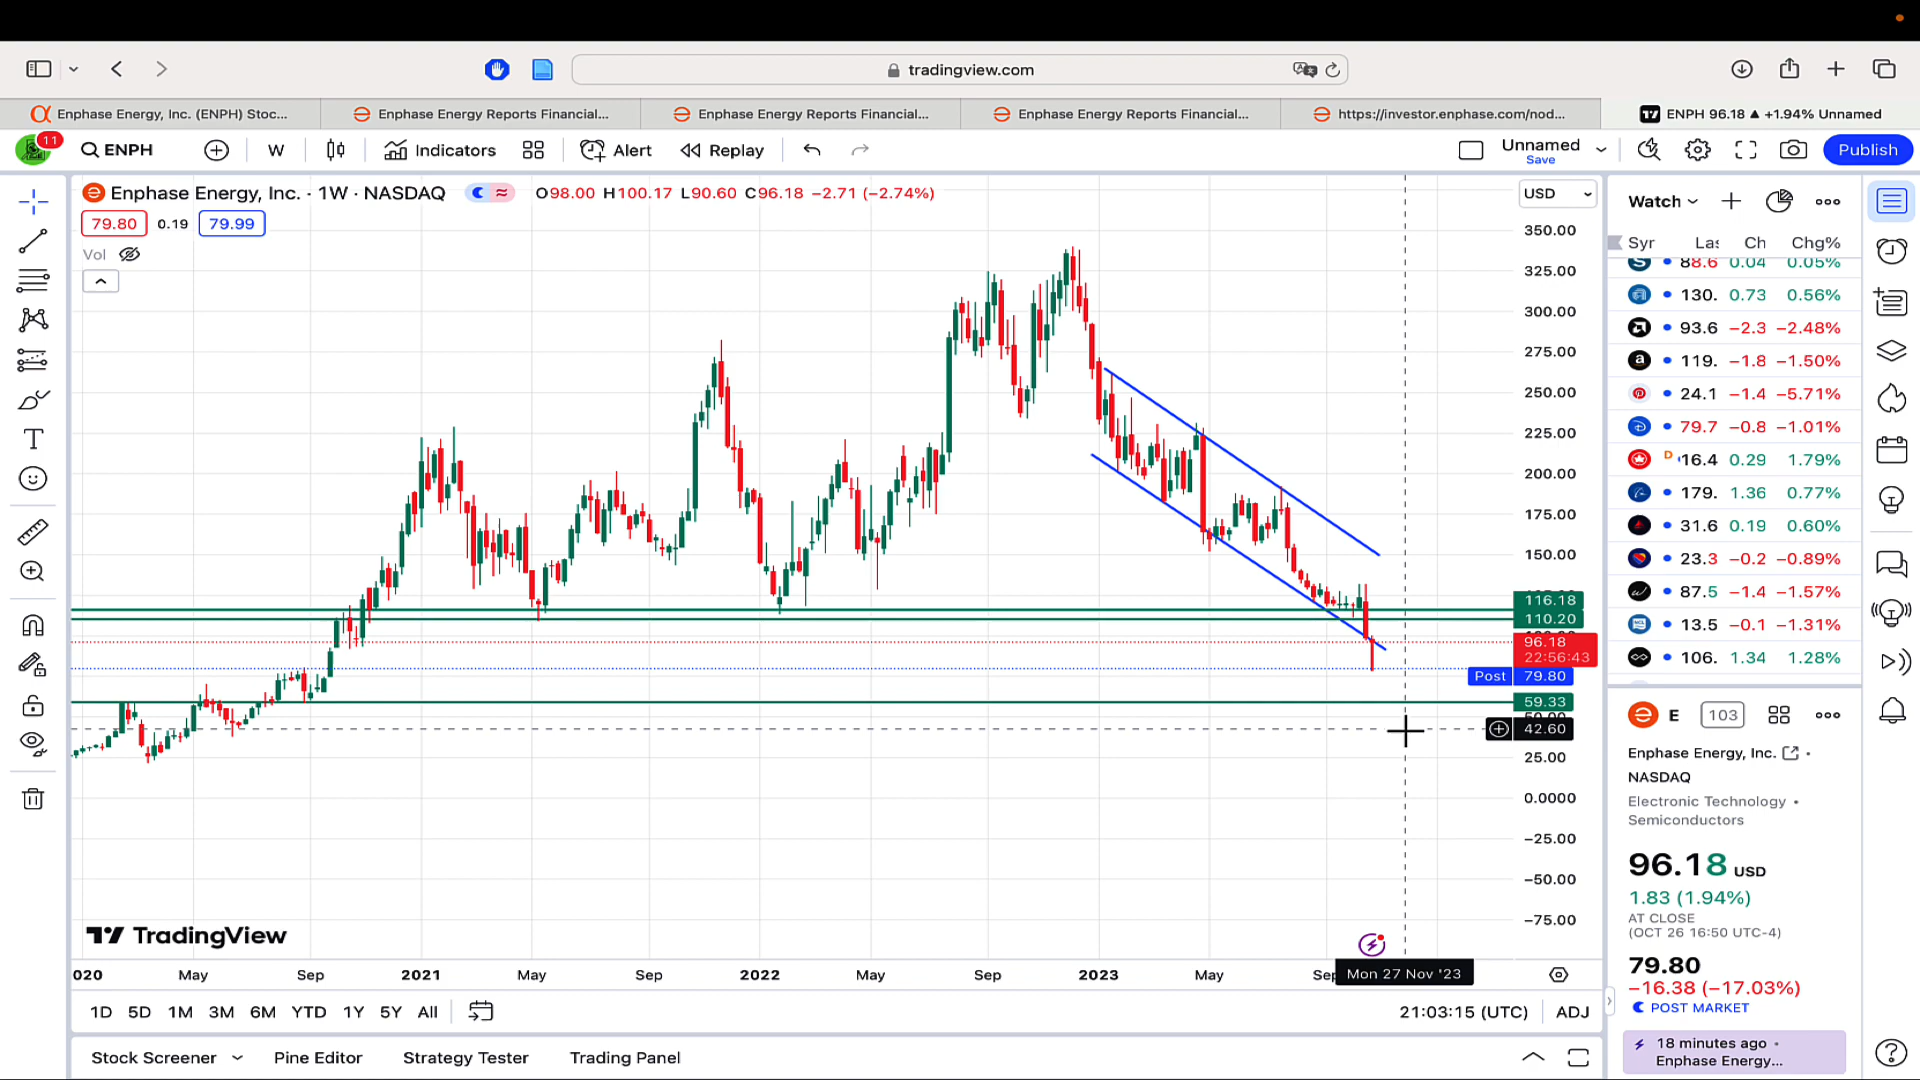 tradingview.com
Enphase Energy, Inc. (ENPH) Stoc...
Enphase Energy Reports Financial...
Enphase Energy Reports Financial...
Enphase Energy Reports Financial...
https://investor.enphase.com/nod...
ENPH 96.18 ▲ +1.94% Unnamed
11
ENPH
W
Indicators
Alert
Replay
Unnamed
Save
Publish
Enphase Energy, Inc. · 1W · NASDAQ
O98.00 H100.17 L90.60 C96.18 −2.71 (−2.74%)
USD
79.80 0.19 79.99
Vol
350.00
325.00
300.00
275.00
250.00
225.00
200.00
175.00
150.00
116.18
110.20
96.18
22:56:43
Post 79.80
59.33
42.60
25.00
0.0000
−25.00
−50.00
−75.00
TradingView
2020 May Sep 2021 May Sep 2022 May Sep 2023 May Sep
Mon 27 Nov '23
1D 5D 1M 3M 6M YTD 1Y 5Y All
21:03:15 (UTC) ADJ
Stock Screener Pine Editor Strategy Tester Trading Panel
Watch
Syr Las Ch Chg%
88.6 0.04 0.05%
130. 0.73 0.56%
93.6 −2.3 −2.48%
119. −1.8 −1.50%
24.1 −1.4 −5.71%
79.7 −0.8 −1.01%
D 16.4 0.29 1.79%
179. 1.36 0.77%
31.6 0.19 0.60%
23.3 −0.2 −0.89%
87.5 −1.4 −1.57%
13.5 −0.1 −1.31%
106. 1.34 1.28%
E 103
Enphase Energy, Inc. •
NASDAQ
Electronic Technology •
Semiconductors
96.18 USD
1.83 (1.94%)
AT CLOSE
(OCT 26 16:50 UTC-4)
79.80
−16.38 (−17.03%)
POST MARKET
18 minutes ago •
Enphase Energy...